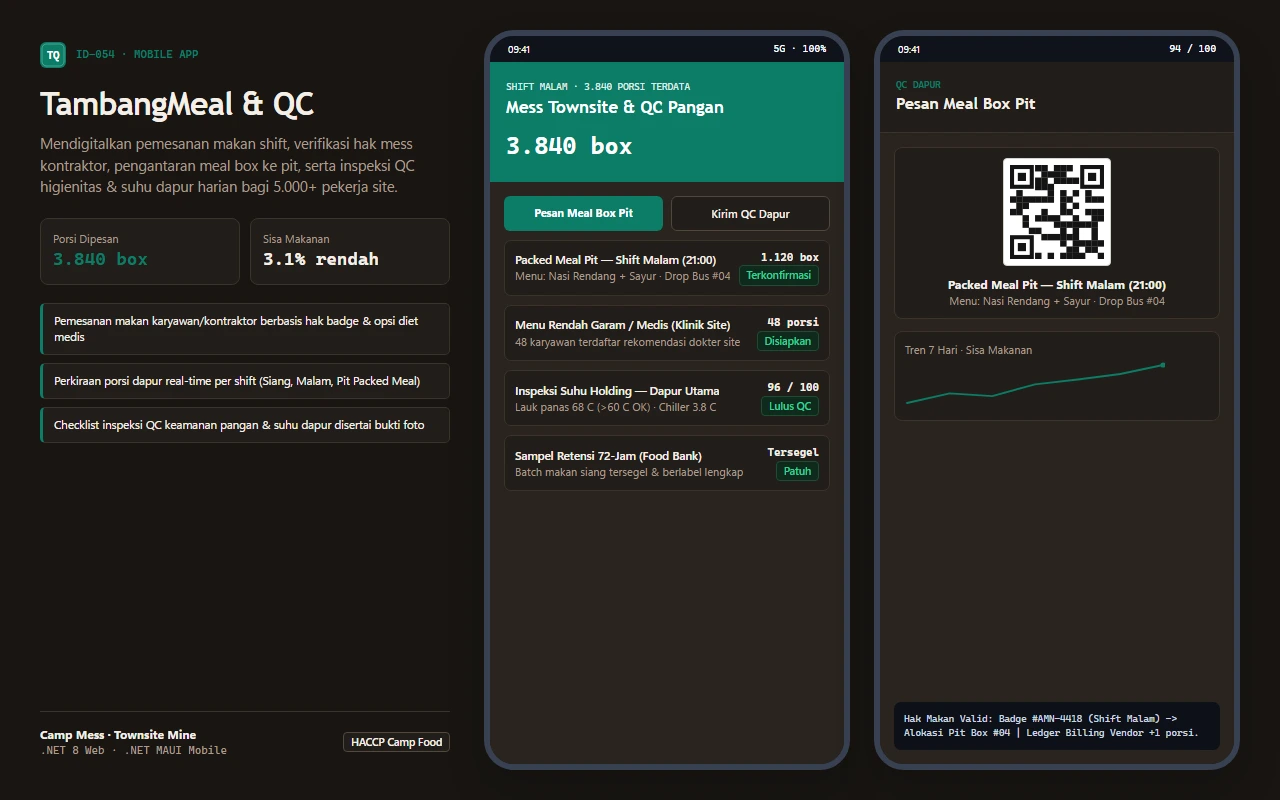 TQ
ID-054 · MOBILE APP
TambangMeal & QC
Mendigitalkan pemesanan makan shift, verifikasi hak mess
kontraktor, pengantaran meal box ke pit, serta inspeksi QC
higienitas & suhu dapur harian bagi 5.000+ pekerja site.
Porsi Dipesan
3.840 box
Sisa Makanan
3.1% rendah
Pemesanan makan karyawan/kontraktor berbasis hak badge & opsi diet
medis
Perkiraan porsi dapur real-time per shift (Siang, Malam, Pit Packed Meal)
Checklist inspeksi QC keamanan pangan & suhu dapur disertai bukti foto
Camp Mess · Townsite Mine
.NET 8 Web · .NET MAUI Mobile
HACCP Camp Food
09:41
5G · 100%
SHIFT MALAM · 3.840 PORSI TERDATA
Mess Townsite & QC Pangan
3.840 box
Pesan Meal Box Pit
Kirim QC Dapur
Packed Meal Pit — Shift Malam (21:00)
1.120 box
Menu: Nasi Rendang + Sayur · Drop Bus #04
Terkonfirmasi
Menu Rendah Garam / Medis (Klinik Site)
48 porsi
48 karyawan terdaftar rekomendasi dokter site
Disiapkan
Inspeksi Suhu Holding — Dapur Utama
96 / 100
Lauk panas 68 C (>60 C OK) · Chiller 3.8 C
Lulus QC
Sampel Retensi 72-Jam (Food Bank)
Tersegel
Batch makan siang tersegel & berlabel lengkap
Patuh
09:41
94 / 100
QC DAPUR
Pesan Meal Box Pit
Packed Meal Pit — Shift Malam (21:00)
Menu: Nasi Rendang + Sayur · Drop Bus #04
Tren 7 Hari · Sisa Makanan
Hak Makan Valid: Badge #AMN-4418 (Shift Malam) ->
Alokasi Pit Box #04 | Ledger Billing Vendor +1 porsi.